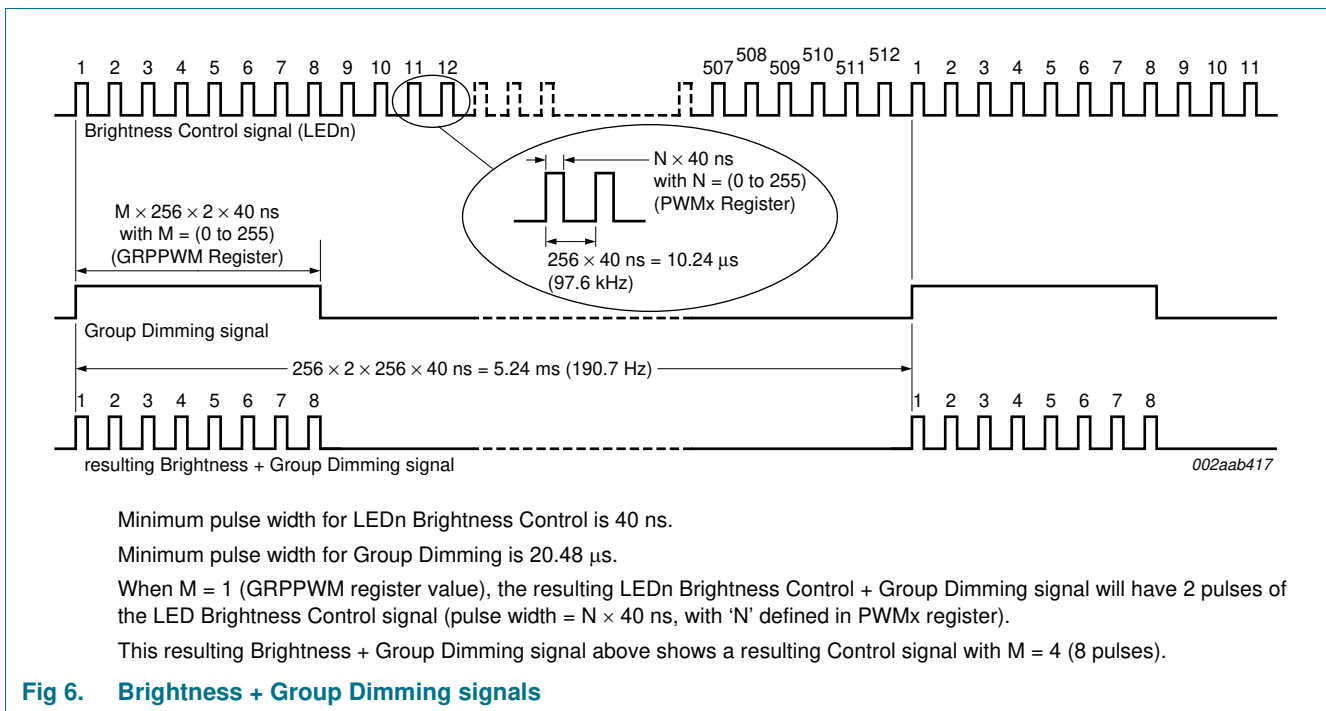 1 2 3 4 5 6 7 8 9 10 11 12 507 508 509 510 511 512 1 2 3 4 5 6 7 8 9 10 11
Brightness Control signal (LEDn)
N × 40 ns
with N = (0 to 255)
(PWMx Register)
256 × 40 ns = 10.24 μs
(97.6 kHz)
M × 256 × 2 × 40 ns
with M = (0 to 255)
(GRPPWM Register)
Group Dimming signal
256 × 2 × 256 × 40 ns = 5.24 ms (190.7 Hz)
1 2 3 4 5 6 7 8 1 2 3 4 5 6 7 8
resulting Brightness + Group Dimming signal
002aab417
Minimum pulse width for LEDn Brightness Control is 40 ns.
Minimum pulse width for Group Dimming is 20.48 μs.
When M = 1 (GRPPWM register value), the resulting LEDn Brightness Control + Group Dimming signal will have 2 pulses of
the LED Brightness Control signal (pulse width = N × 40 ns, with ‘N’ defined in PWMx register).
This resulting Brightness + Group Dimming signal above shows a resulting Control signal with M = 4 (8 pulses).
Fig 6. Brightness + Group Dimming signals